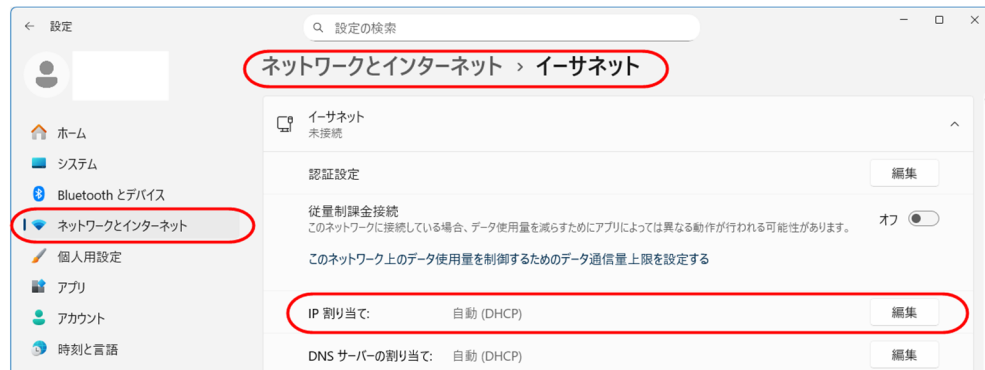 ← 設定
設定の検索
ネットワークとインターネット › イーサネット
イーサネット
未接続
ホーム
システム
Bluetooth とデバイス
ネットワークとインターネット
個人用設定
アプリ
アカウント
時刻と言語
認証設定
編集
従量制課金接続
このネットワークに接続している場合、データ使用量を減らすためにアプリによっては異なる動作が行われる可能性があります。
オフ
このネットワーク上のデータ使用量を制御するためのデータ通信量上限を設定する
IP 割り当て: 自動 (DHCP) 編集
DNS サーバーの割り当て: 自動 (DHCP) 編集